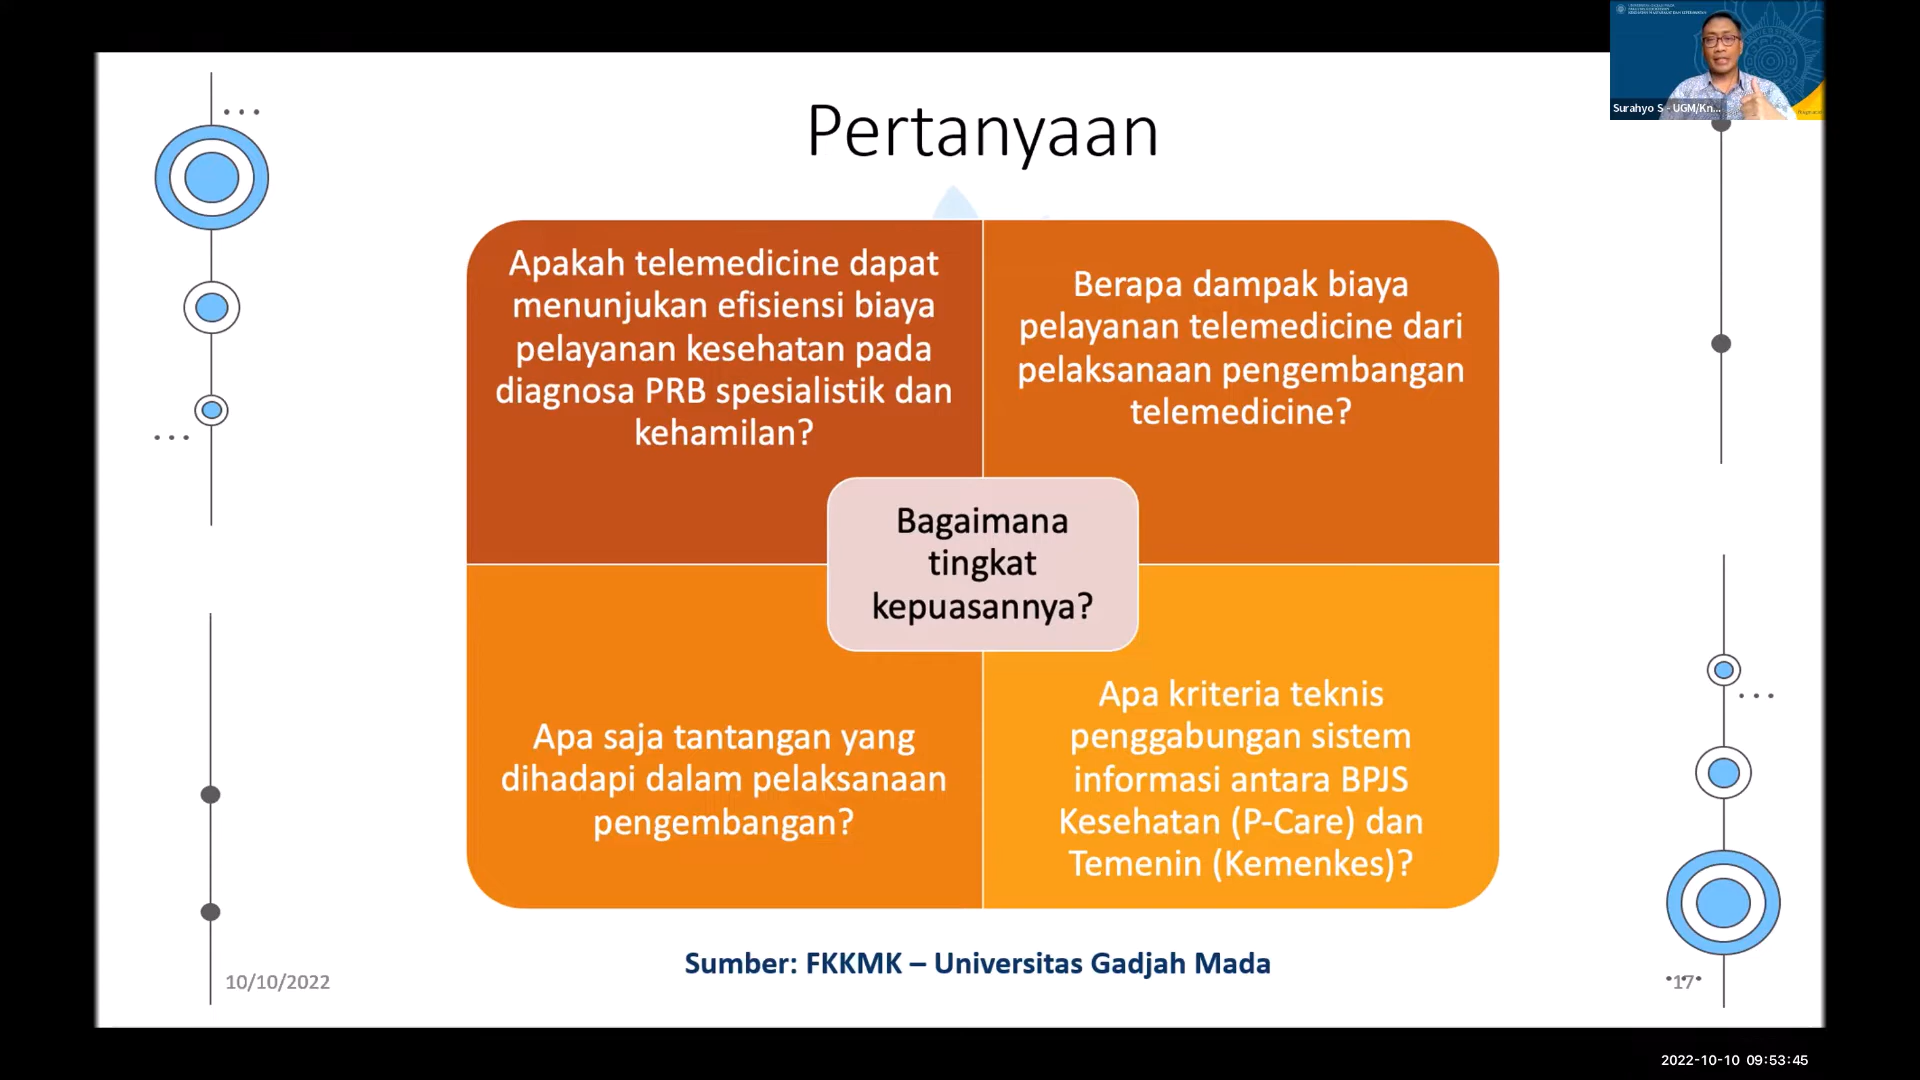 Pertanyaan
Apakah telemedicine dapat
menunjukan efisiensi biaya
pelayanan kesehatan pada
diagnosa PRB spesialistik dan
kehamilan?
Berapa dampak biaya
pelayanan telemedicine dari
pelaksanaan pengembangan
telemedicine?
Bagaimana
tingkat
kepuasannya?
Apa saja tantangan yang
dihadapi dalam pelaksanaan
pengembangan?
Apa kriteria teknis
penggabungan sistem
informasi antara BPJS
Kesehatan (P-Care) dan
Temenin (Kemenkes)?
Sumber: FKKMK – Universitas Gadjah Mada
10/10/2022
17
Surahyo S - UGM/Kn...
2022-10-10 09:53:45